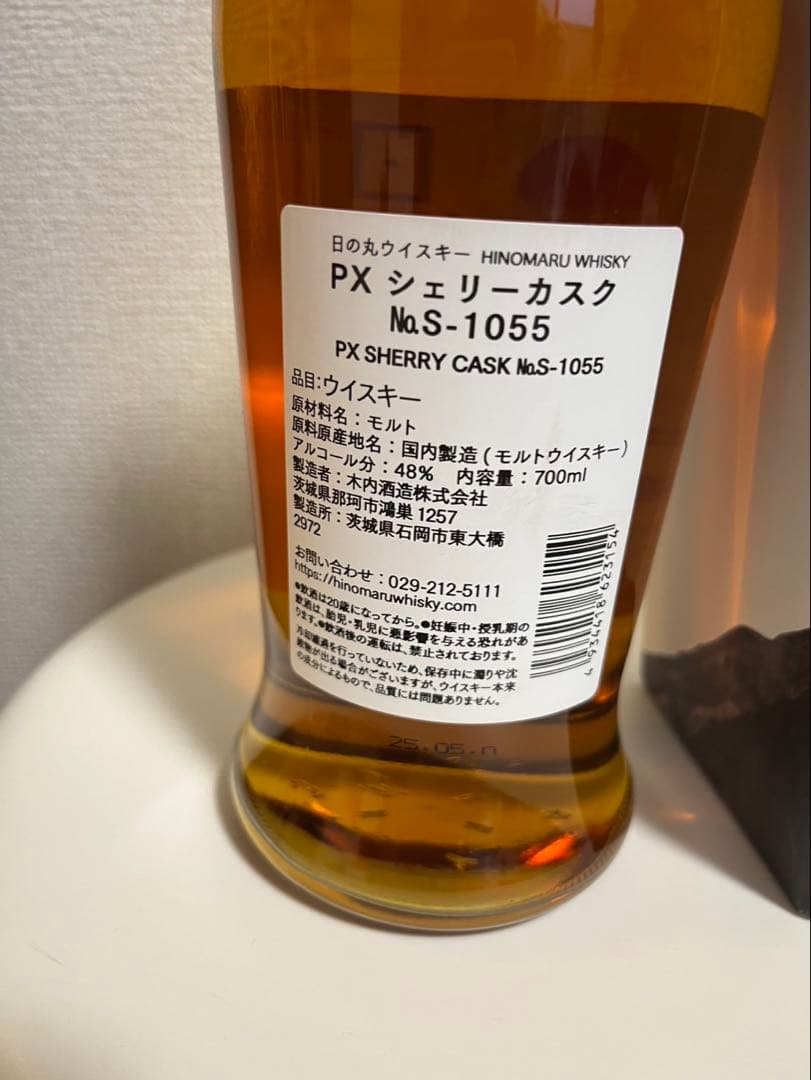 日の丸ウイスキー HINOMARU WHISKY
PX シェリーカスク
№S-1055
PX SHERRY CASK №S-1055
品目:ウイスキー
原材料名:モルト
原料原産地名:国内製造(モルトウイスキー)
アルコール分:48% 内容量:700ml
製造者:木内酒造株式会社
茨城県那珂市鴻巣1257
製造所:茨城県石岡市東大橋
2972
お問い合わせ:029-212-5111
https://hinomaruwhisky.com
●飲酒は20歳になってから。●妊娠中・授乳期の
飲酒は、胎児・乳児に悪影響を与える恐れがあ
ります。●飲酒後の運転は、禁止されております。
冷却濾過を行っていないため、保存中に濁りや沈
殿物が出る場合がございますが、ウイスキー本来
の成分によるもので、品質には問題ありません。
4 934418 623154
25.05.